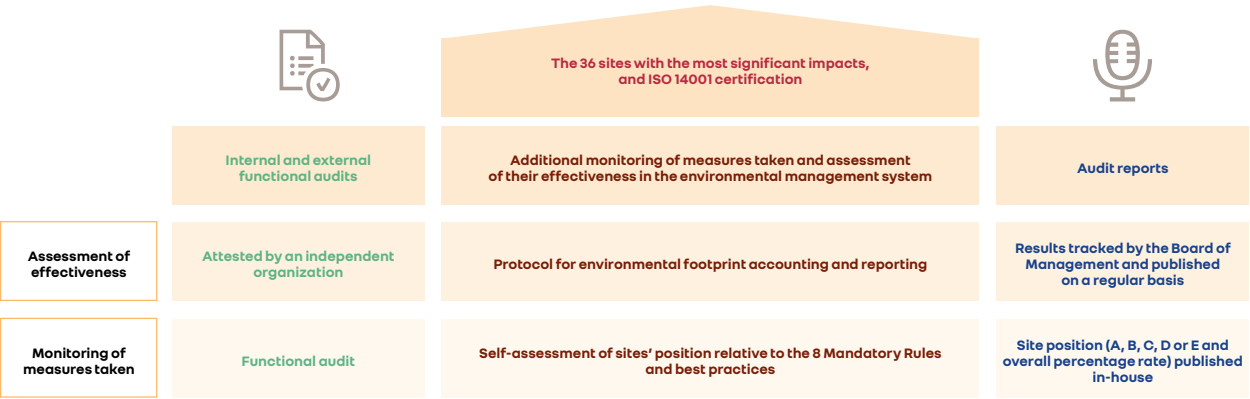 The 36 sites with the most significant impacts,
and ISO 14001 certification
Internal and external
functional audits
Additional monitoring of measures taken and assessment
of their effectiveness in the environmental management system
Audit reports
Assessment of
effectiveness
Attested by an independent
organization
Protocol for environmental footprint accounting and reporting
Results tracked by the Board of
Management and published
on a regular basis
Monitoring of
measures taken
Functional audit
Self-assessment of sites’ position relative to the 8 Mandatory Rules
and best practices
Site position (A, B, C, D or E and
overall percentage rate) published
in-house